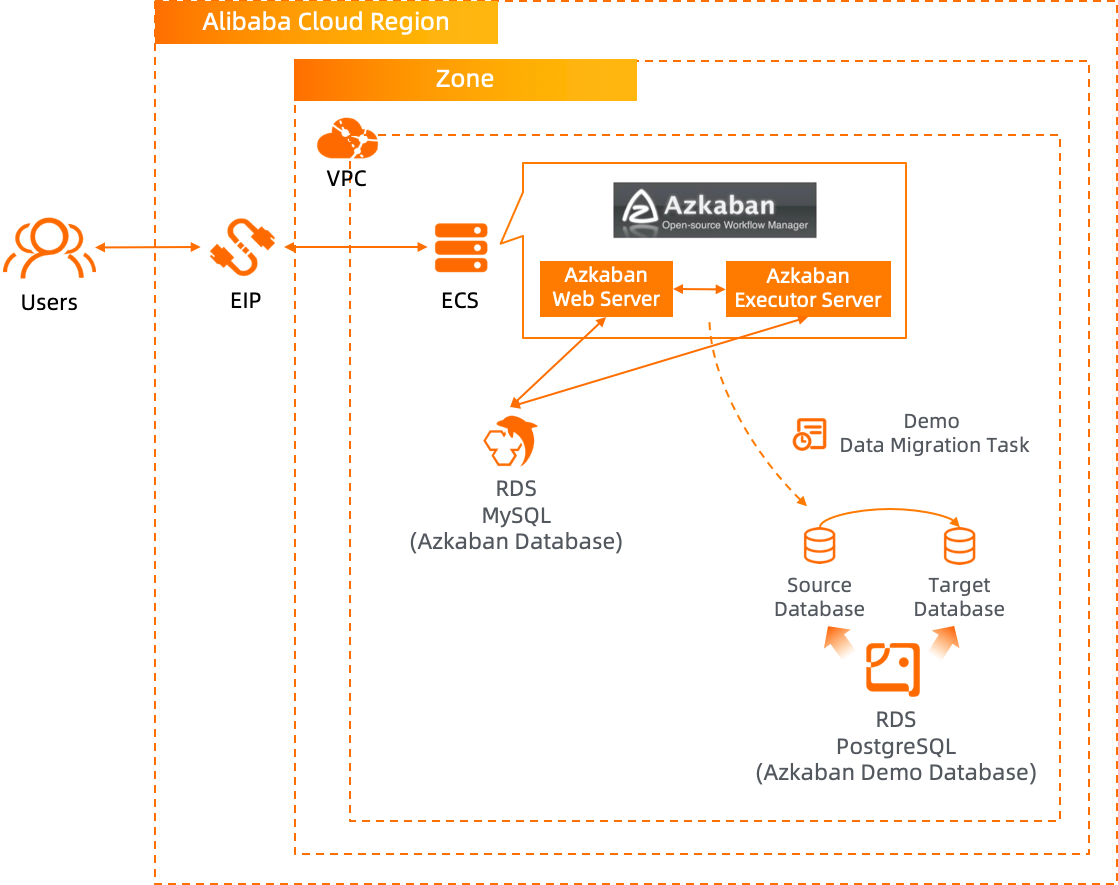 Alibaba Cloud Region
Zone
VPC
Azkaban
Open-source Workflow Manager
Azkaban
Web Server
Azkaban
Executor Server
Users
EIP
ECS
Demo
Data Migration Task
RDS
MySQL
(Azkaban Database)
Source
Database
Target
Database
RDS
PostgreSQL
(Azkaban Demo Database)